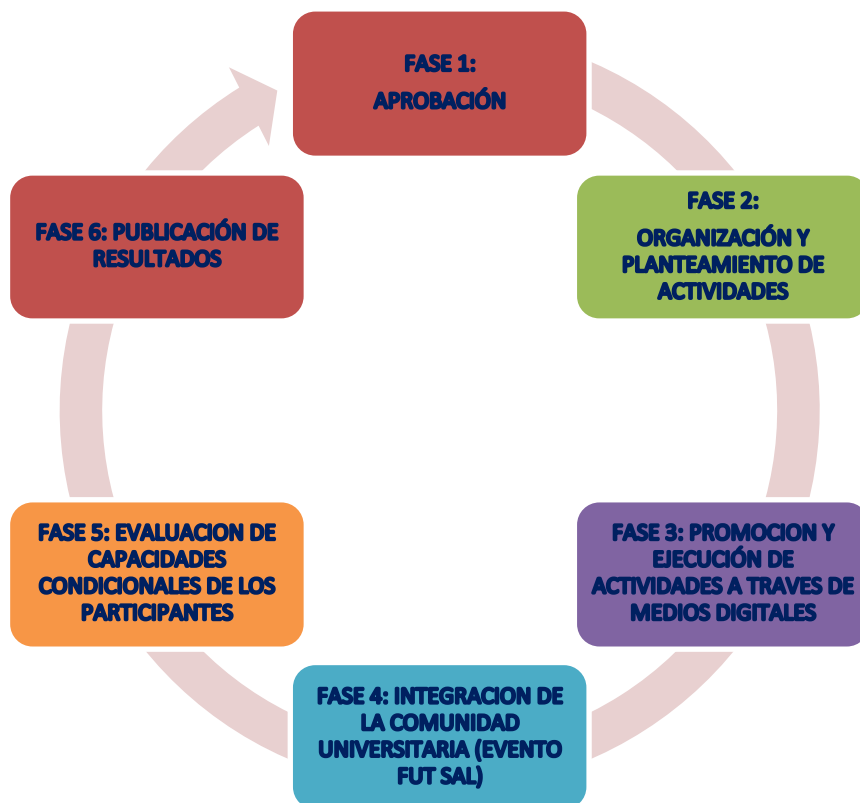 FASE 1:
APROBACIÓN
FASE 2:
ORGANIZACIÓN Y
PLANTEAMIENTO DE
ACTIVIDADES
FASE 3: PROMOCION Y
EJECUCIÓN DE
ACTIVIDADES A TRAVES DE
MEDIOS DIGITALES
FASE 4: INTEGRACION DE
LA COMUNIDAD
UNIVERSITARIA (EVENTO
FUT SAL)
FASE 5: EVALUACION DE
CAPACIDADES
CONDICIONALES DE LOS
PARTICIPANTES
FASE 6: PUBLICACIÓN DE
RESULTADOS